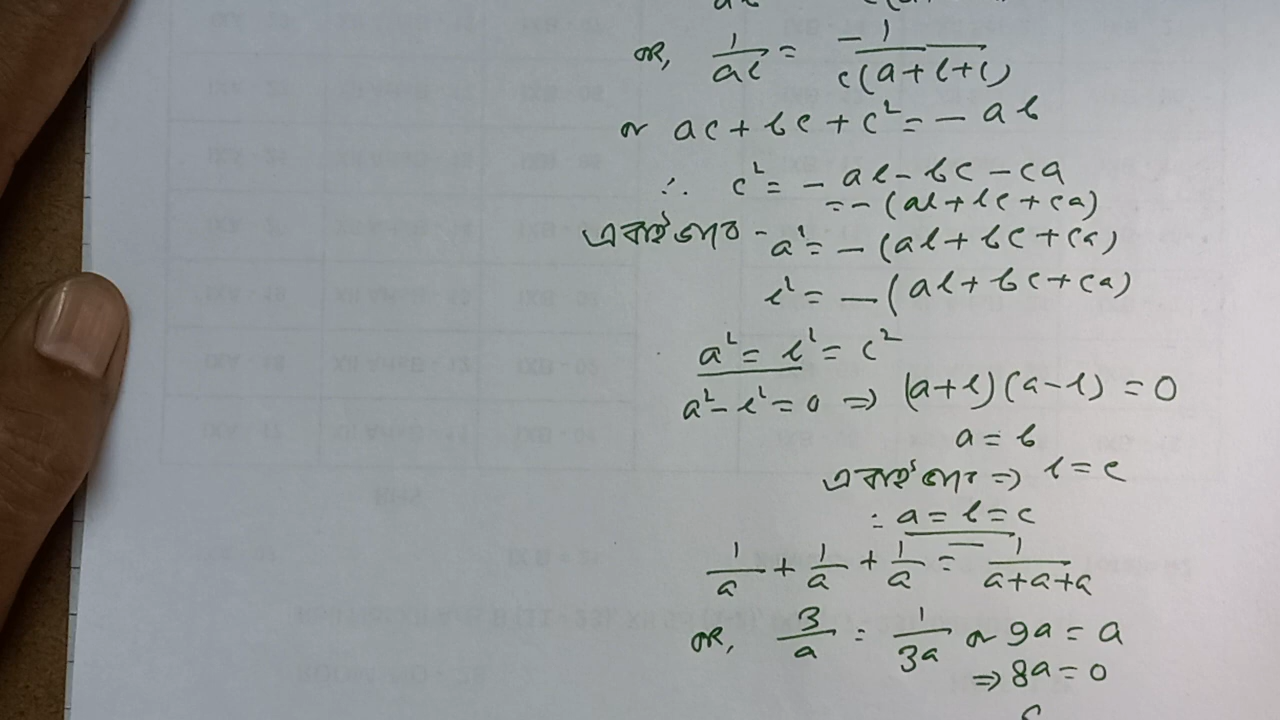 or, 1/ab = -1/c(a+b+c)
or ac + bc + c² = - ab
∴ c² = - ab - bc - ca
= - (ab + bc + ca)
একইভাবে - a² = - (ab + bc + ca)
b² = - (ab + bc + ca)
a² = b² = c²
a² - b² = 0 ⇒ (a+b)(a-b) = 0
a = b
একইভাবে ⇒ b = c
∴ a = b = c
1/a + 1/a + 1/a = 1/a+a+a
or, 3/a = 1/3a or 9a = a
⇒ 8a = 0